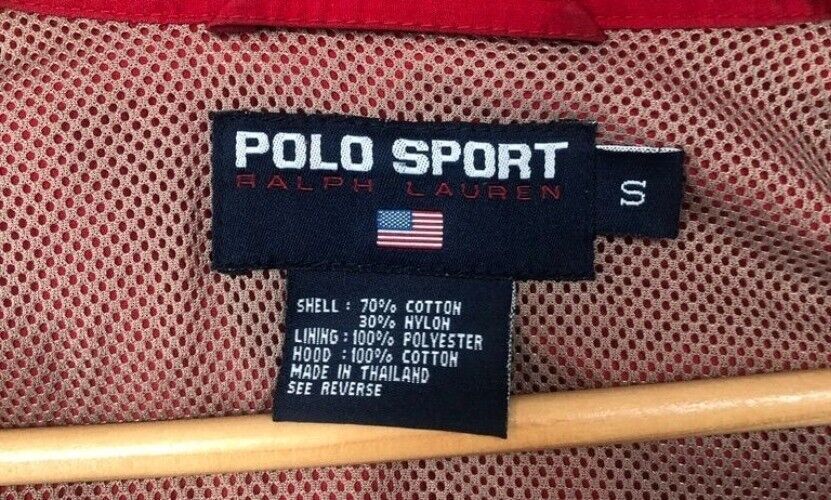 POLO SPORT
RALPH LAUREN
S
SHELL : 70% COTTON
30% NYLON
LINING : 100% POLYESTER
HOOD : 100% COTTON
MADE IN THAILAND
SEE REVERSE